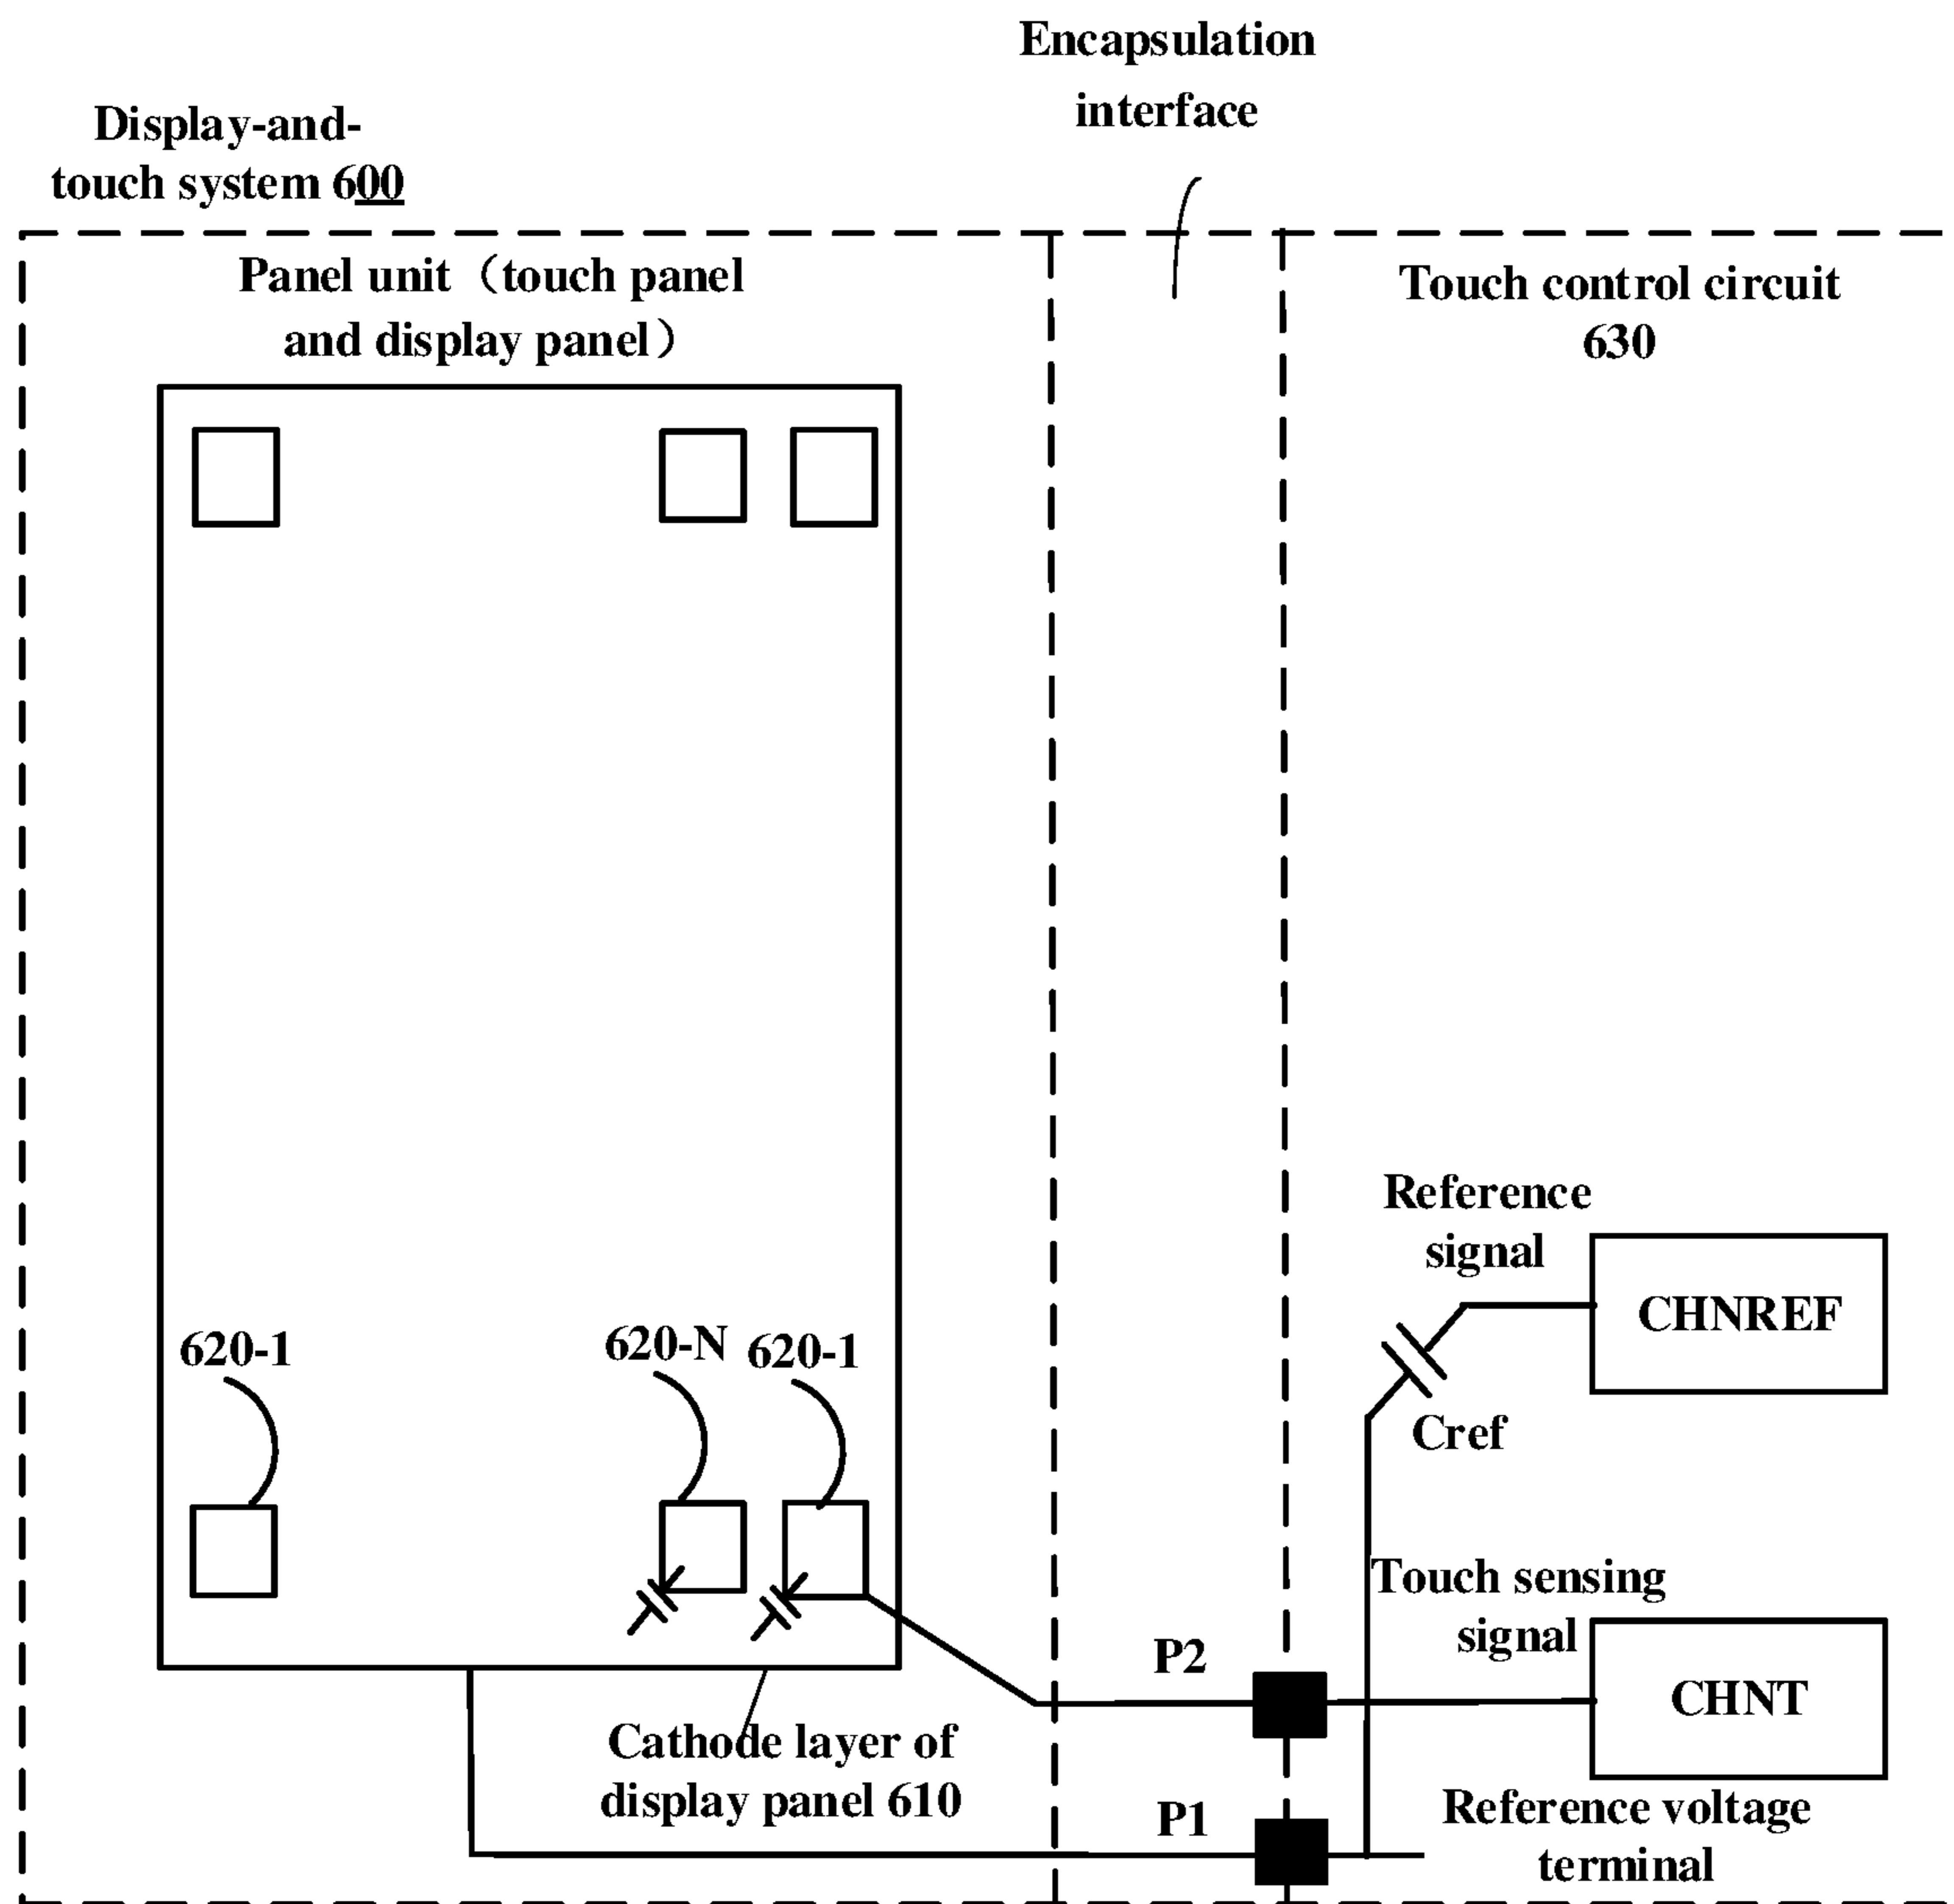 Encapsulation
interface
Display-and-
touch system 600
Panel unit（touch panel
and display panel）
Touch control circuit
630
Reference
signal
CHNREF
620-1
620-N
620-1
Cref
Touch sensing
signal
P2
CHNT
Cathode layer of
display panel 610
P1
Reference voltage
terminal